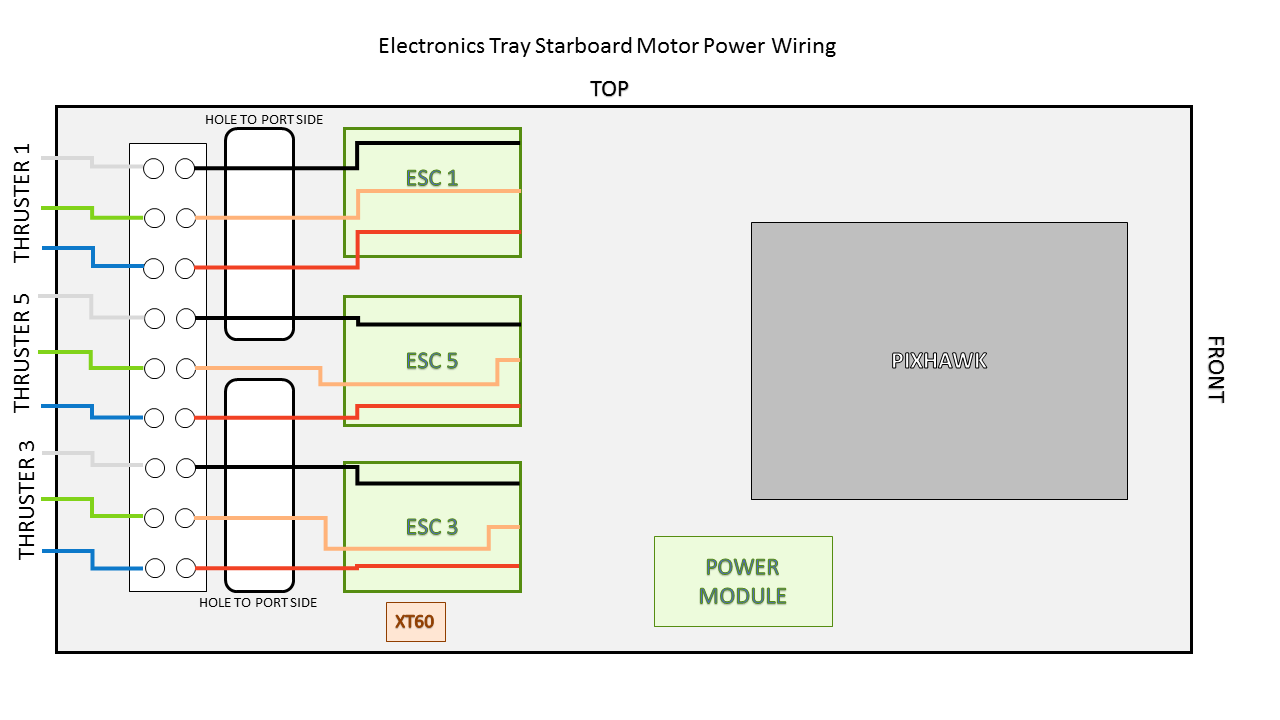 Electronics Tray Starboard Motor Power Wiring
TOP
HOLE TO PORT SIDE
THRUSTER 1
ESC 1
THRUSTER 5
ESC 5
PIXHAWK
FRONT
THRUSTER 3
ESC 3
POWER
MODULE
HOLE TO PORT SIDE
XT60